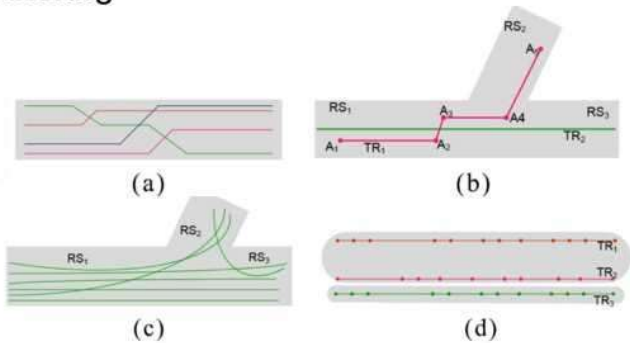 RS₂
A₅
RS₁
A₃
A4
RS₃
TR₂
A₁
TR₁
A₂
(a)
(b)
RS₂
RS₁
RS₃
TR₁
TR₂
TR₃
(c)
(d)